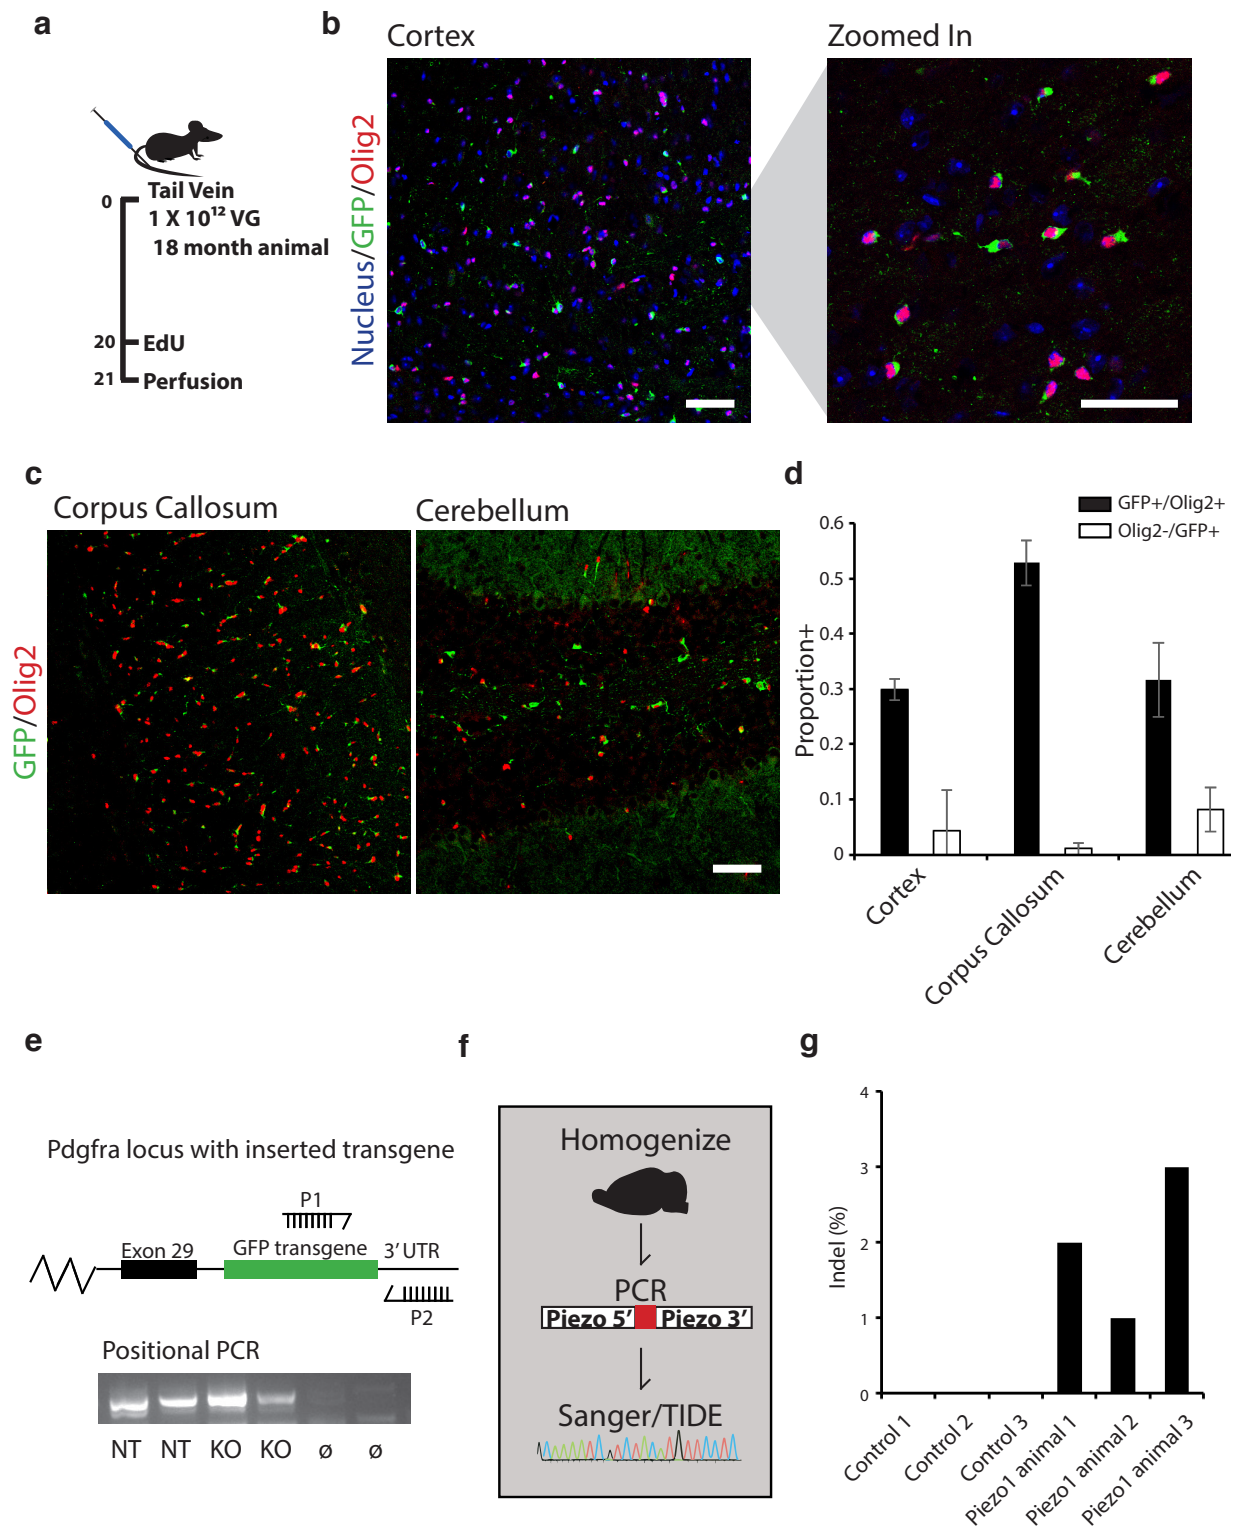 a
0
Tail Vein
1 X 10¹² VG
18 month animal
20
EdU
21
Perfusion
b
Cortex
Zoomed In
Nucleus/GFP/Olig2
c
Corpus Callosum
Cerebellum
GFP/Olig2
d
GFP+/Olig2+
Olig2-/GFP+
Proportion+
0.6
0.5
0.4
0.3
0.2
0.1
0
Cortex
Corpus Callosum
Cerebellum
e
Pdgfra locus with inserted transgene
P1
Exon 29
GFP transgene
3' UTR
P2
Positional PCR
NT NT KO KO ø ø
f
Homogenize
PCR
Piezo 5' Piezo 3'
Sanger/TIDE
g
Indel (%)
4
3
2
1
0
Control 1
Control 2
Control 3
Piezo1 animal 1
Piezo1 animal 2
Piezo1 animal 3